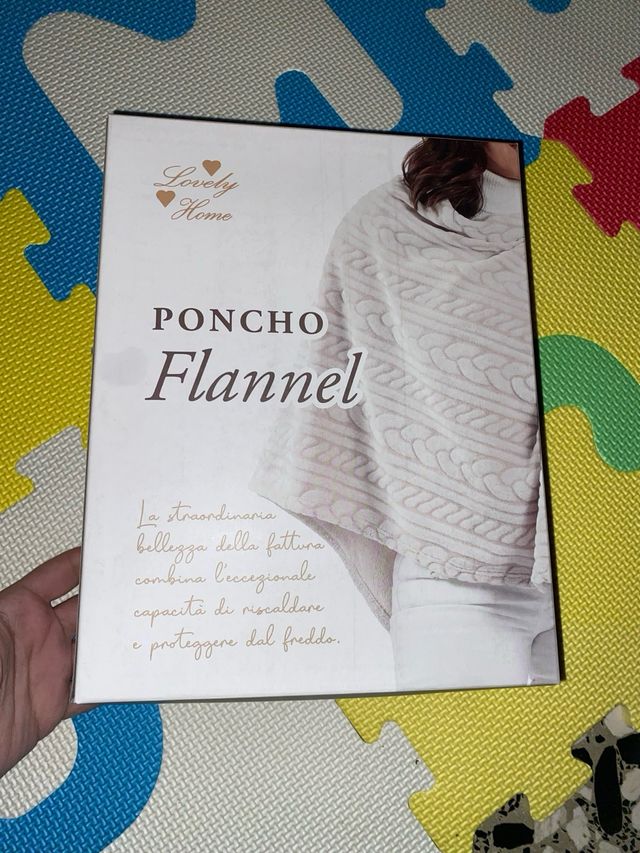 Lovely
Home
PONCHO
Flannel
La straordinaria
bellezza della fattura
combina l'eccezionale
capacità di riscaldare
e proteggere dal freddo.